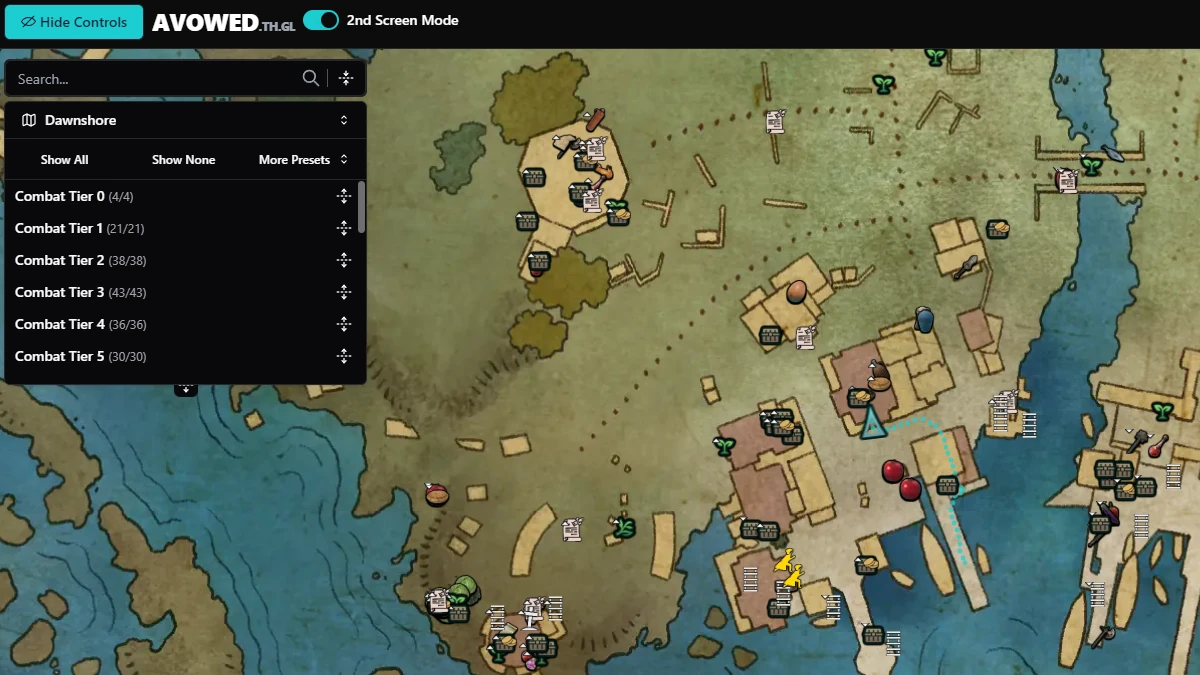 Hide Controls
AVOWED.TH.GL
2nd Screen Mode
Search...
Dawnshore
Show All
Show None
More Presets
Combat Tier 0 (4/4)
Combat Tier 1 (21/21)
Combat Tier 2 (38/38)
Combat Tier 3 (43/43)
Combat Tier 4 (36/36)
Combat Tier 5 (30/30)